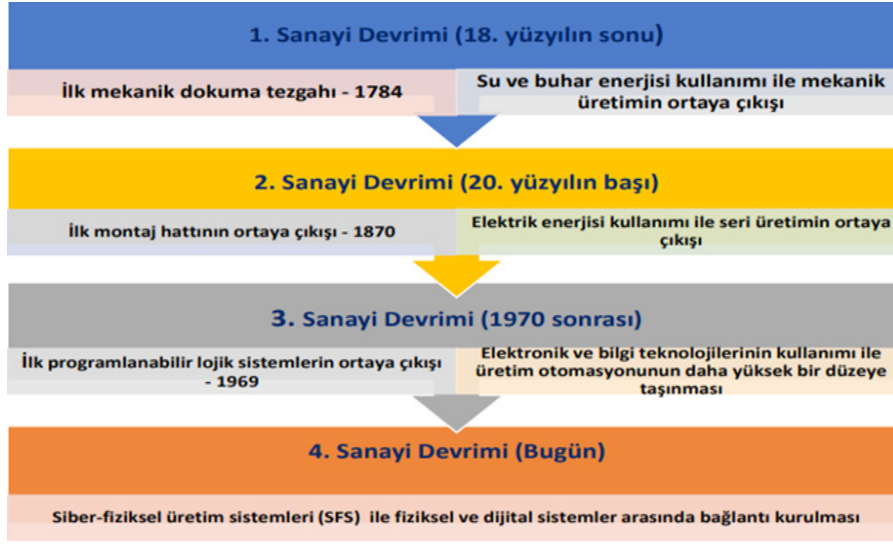 1. Sanayi Devrimi (18. yüzyılın sonu)
İlk mekanik dokuma tezgahı - 1784
Su ve buhar enerjisi kullanımı ile mekanik
üretimin ortaya çıkışı
2. Sanayi Devrimi (20. yüzyılın başı)
İlk montaj hattının ortaya çıkışı - 1870
Elektrik enerjisi kullanımı ile seri üretimin ortaya
çıkışı
3. Sanayi Devrimi (1970 sonrası)
İlk programlanabilir lojik sistemlerin ortaya çıkışı
- 1969
Elektronik ve bilgi teknolojilerinin kullanımı ile
üretim otomasyonunun daha yüksek bir düzeye
taşınması
4. Sanayi Devrimi (Bugün)
Siber-fiziksel üretim sistemleri (SFS) ile fiziksel ve dijital sistemler arasında bağlantı kurulması